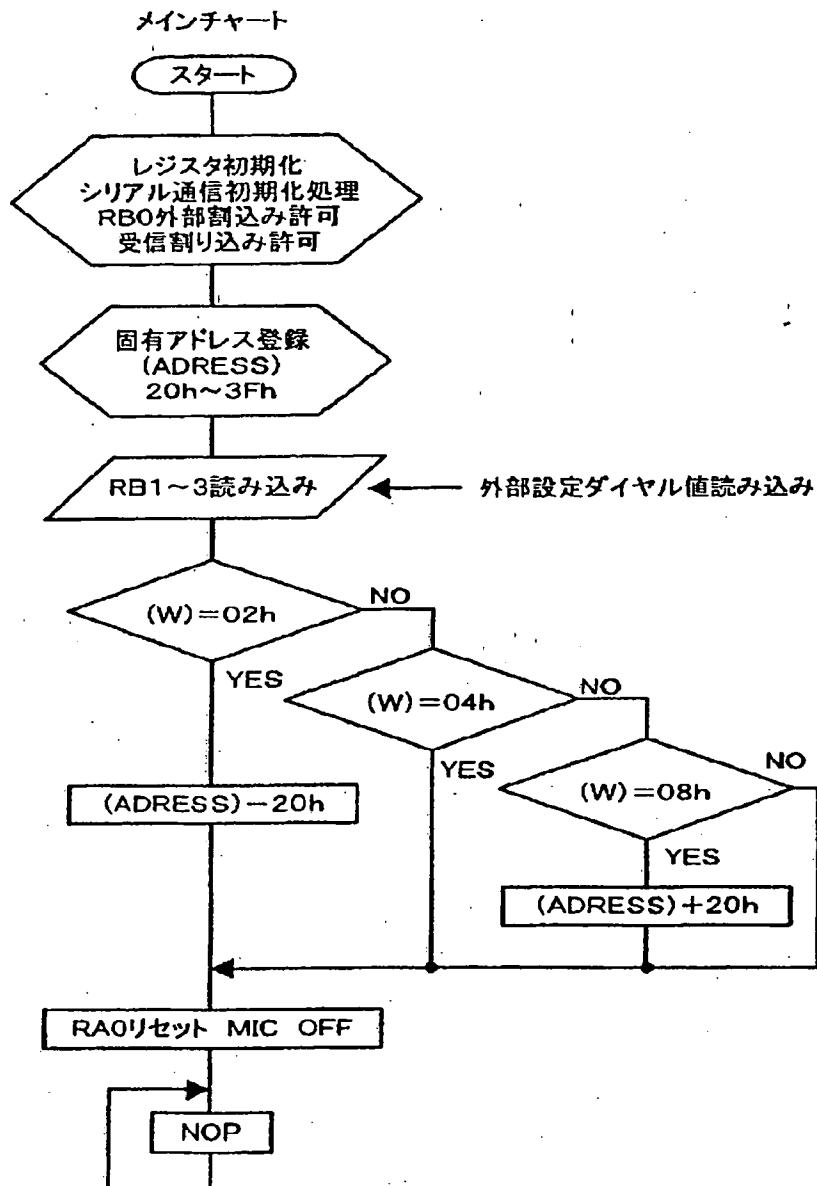 メインチャート
スタート
レジスタ初期化
シリアル通信初期化処理
RB0外部割込み許可
受信割り込み許可
固有アドレス登録
(ADRESS)
20h～3Fh
RB1～3読み込み
外部設定ダイヤル値読み込み
(W)=02h
NO
YES
(W)=04h
NO
YES
(W)=08h
NO
YES
(ADRESS)-20h
(ADRESS)+20h
RA0リセット MIC OFF
NOP